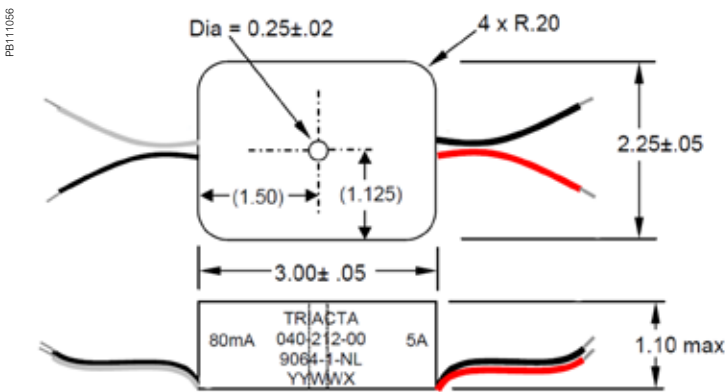 PB111056
Dia = 0.25±.02
4 x R.20
2.25±.05
(1.50)
(1.125)
3.00± .05
TRIACTA
80mA 040-212-00 5A
9064-1-NL
YYWWX
1.10 max